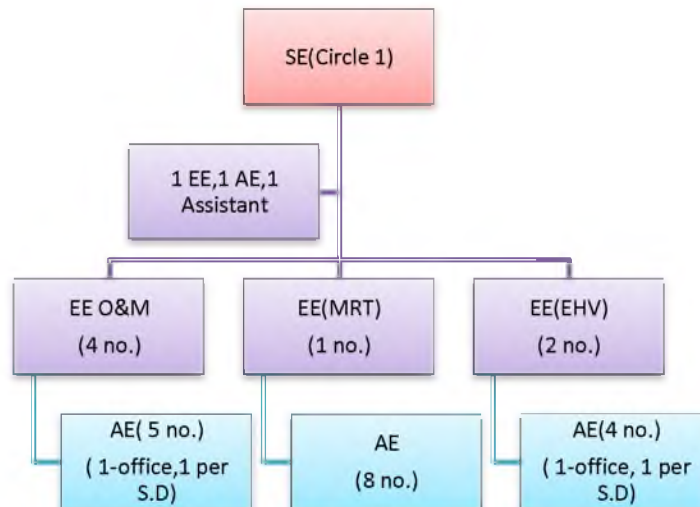 SE(Circle 1)
1 EE,1 AE,1
Assistant
EE O&M
(4 no.)
EE(MRT)
(1 no.)
EE(EHV)
(2 no.)
AE( 5 no.)
( 1-office,1 per
S.D)
AE
(8 no.)
AE(4 no.)
( 1-office, 1 per
S.D)